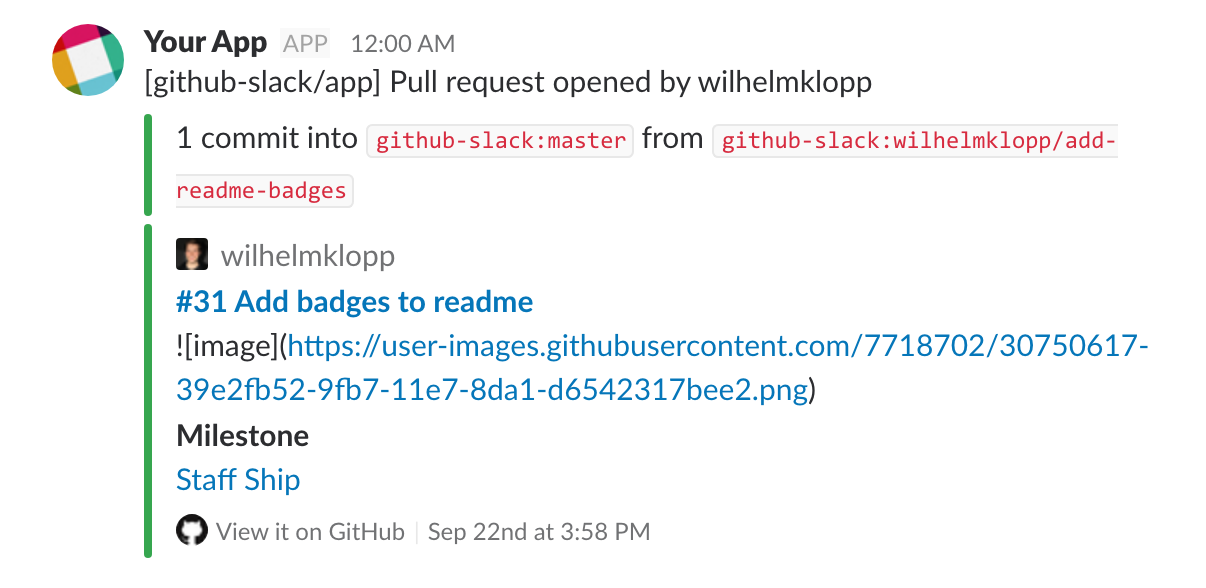 Your App APP 12:00 AM
[github-slack/app] Pull request opened by wilhelmklopp
1 commit into github-slack:master from github-slack:wilhelmklopp/add-
readme-badges
wilhelmklopp
#31 Add badges to readme
![image](https://user-images.githubusercontent.com/7718702/30750617-
39e2fb52-9fb7-11e7-8da1-d6542317bee2.png)
Milestone
Staff Ship
View it on GitHub | Sep 22nd at 3:58 PM